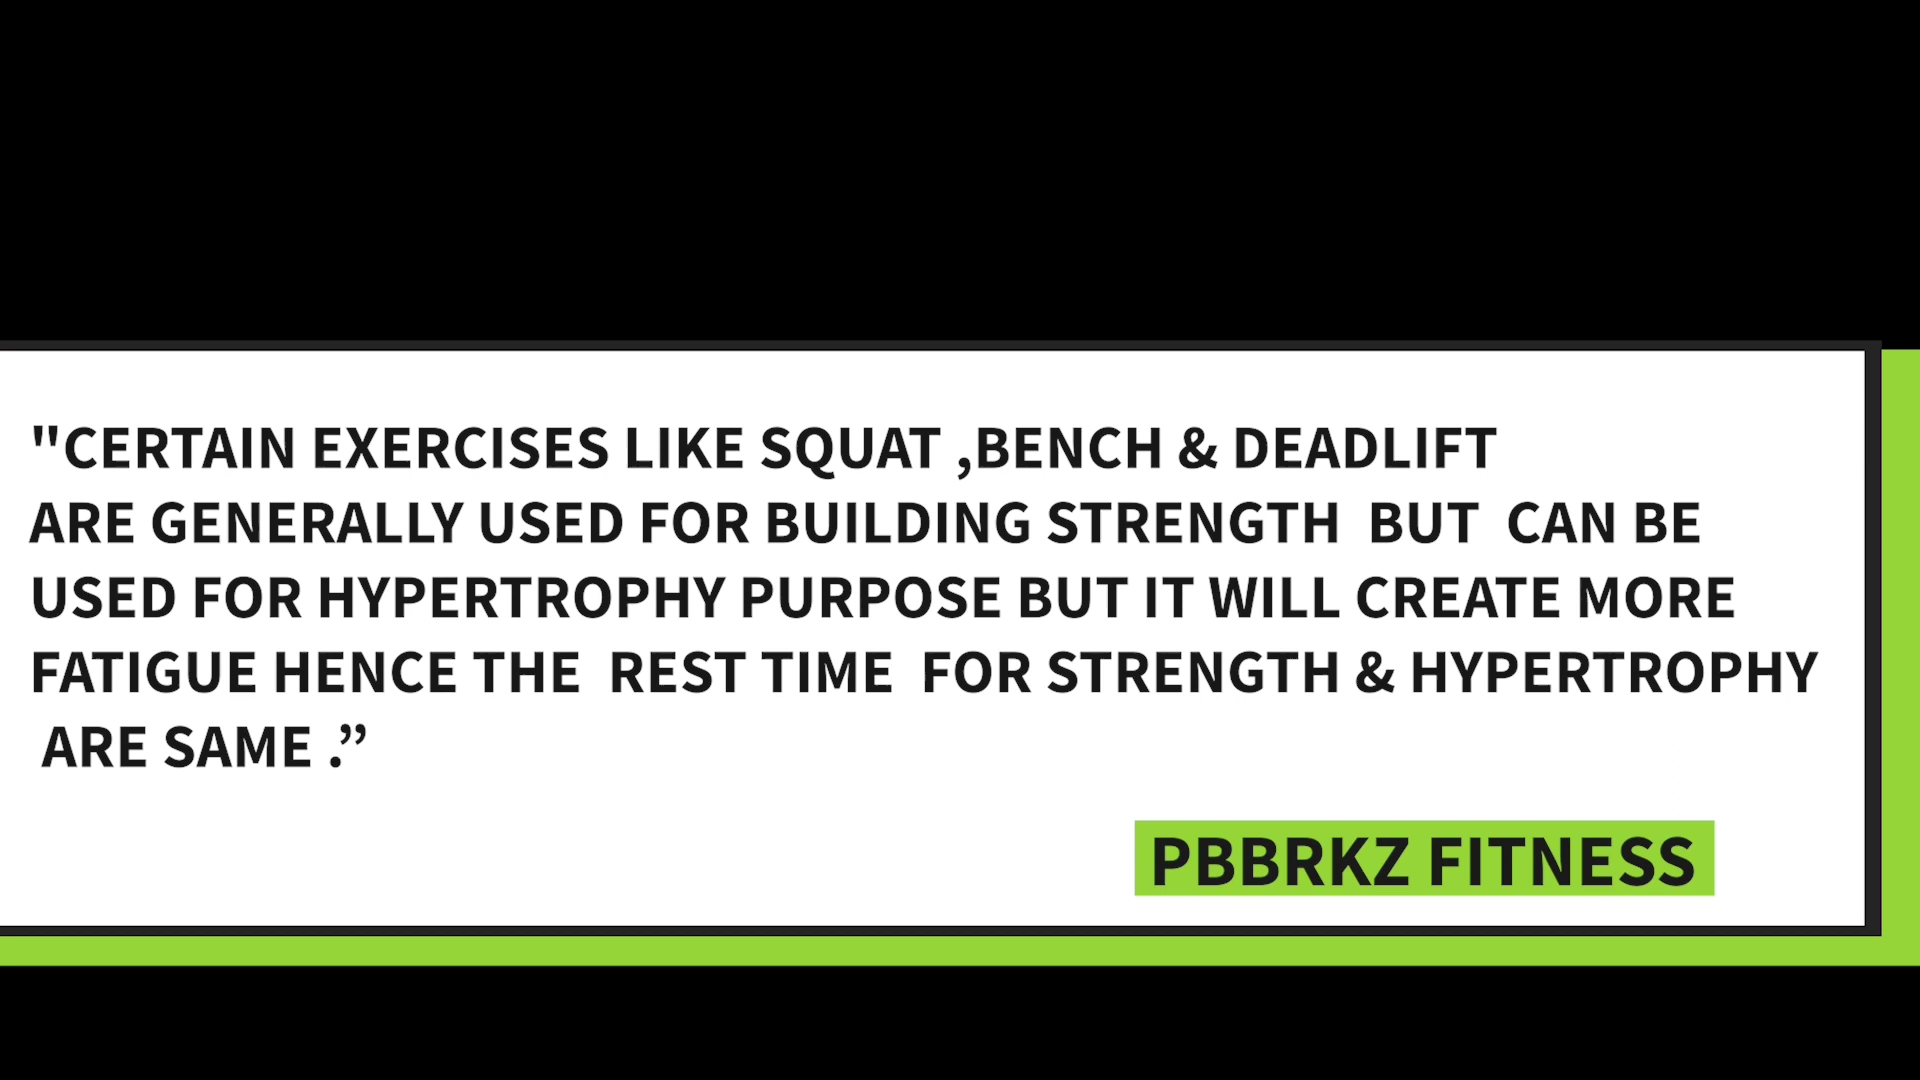 "CERTAIN EXERCISES LIKE SQUAT ,BENCH & DEADLIFT
ARE GENERALLY USED FOR BUILDING STRENGTH  BUT  CAN BE
USED FOR HYPERTROPHY PURPOSE BUT IT WILL CREATE MORE
FATIGUE HENCE THE  REST TIME  FOR STRENGTH & HYPERTROPHY
ARE SAME .”
PBBRKZ FITNESS